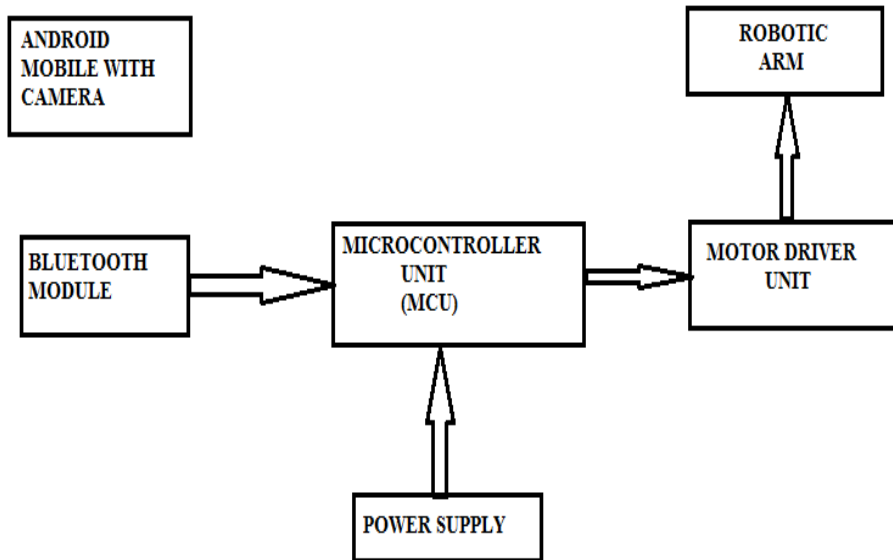 ANDROID
MOBILE WITH
CAMERA
ROBOTIC
ARM
BLUETOOTH
MODULE
MICROCONTROLLER
UNIT
(MCU)
MOTOR DRIVER
UNIT
POWER SUPPLY